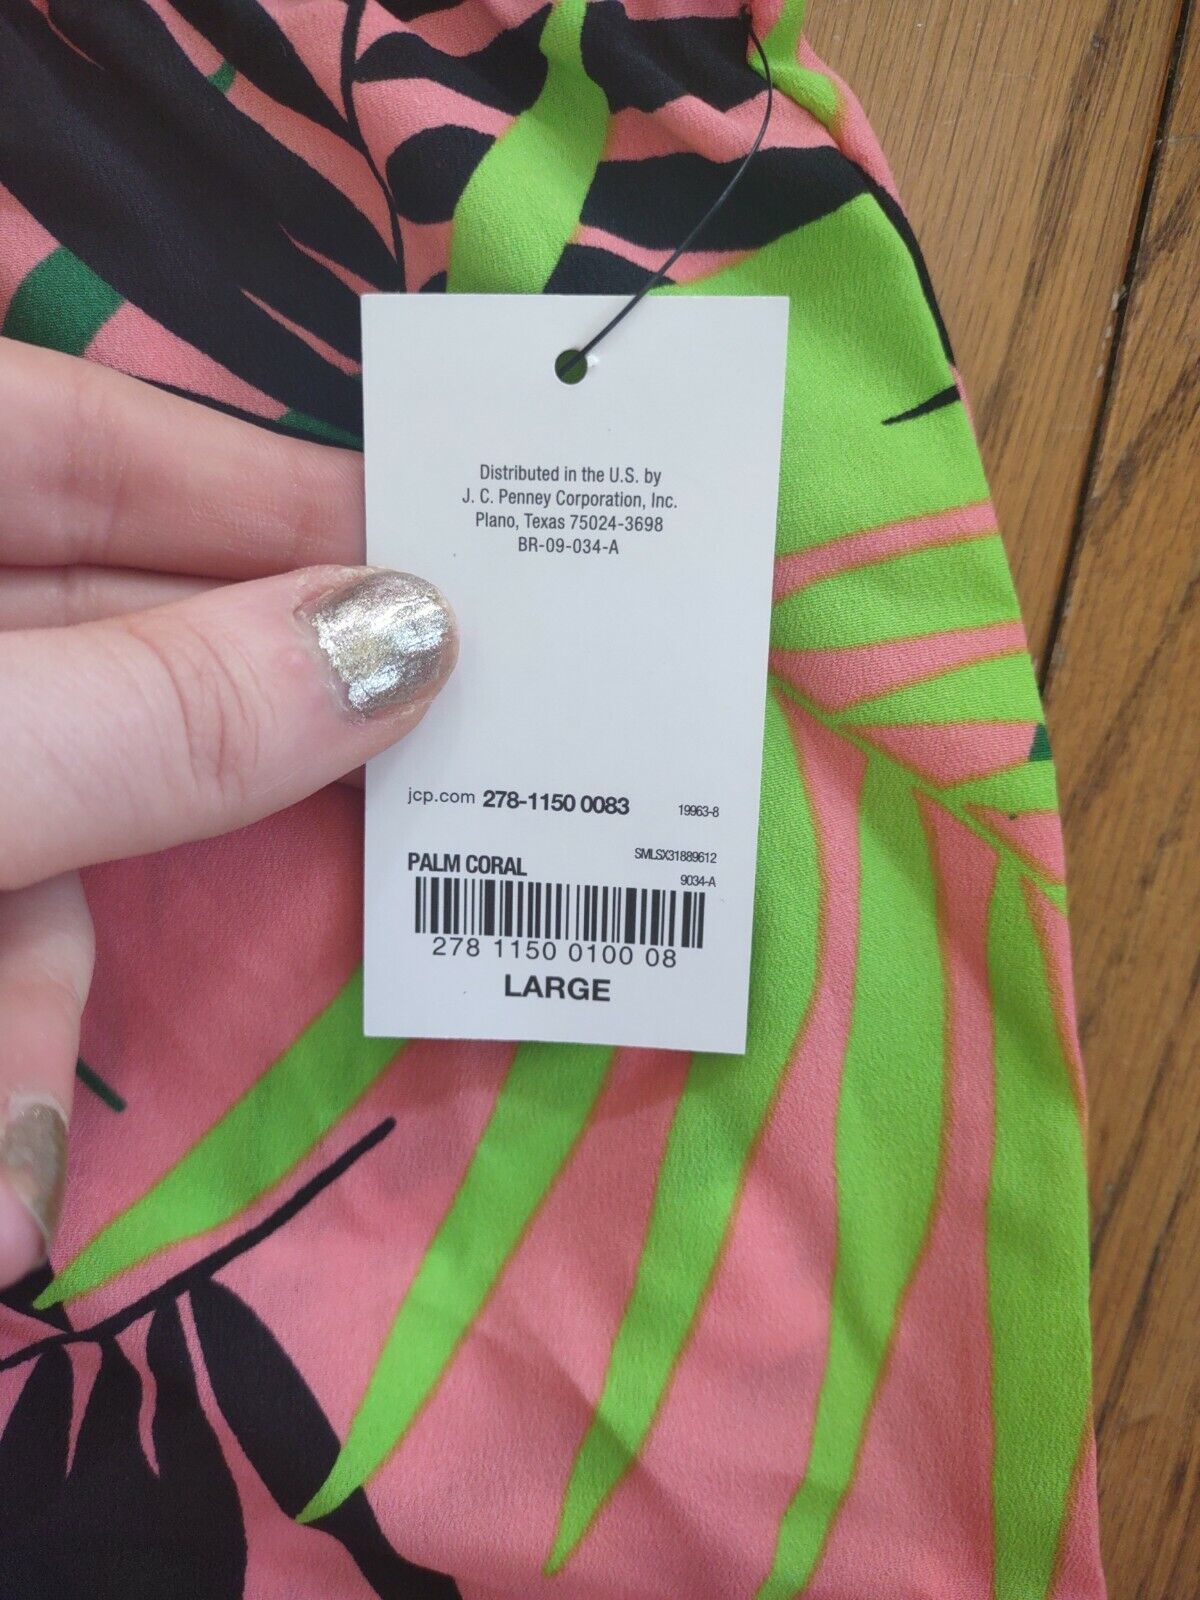 Distributed in the U.S. by
J. C. Penney Corporation, Inc.
Plano, Texas 75024-3698
BR-09-034-A
jcp.com 278-1150 0083 19963-8
SMLSX31889612
PALM CORAL
9034-A
278 1150 0100 08
LARGE